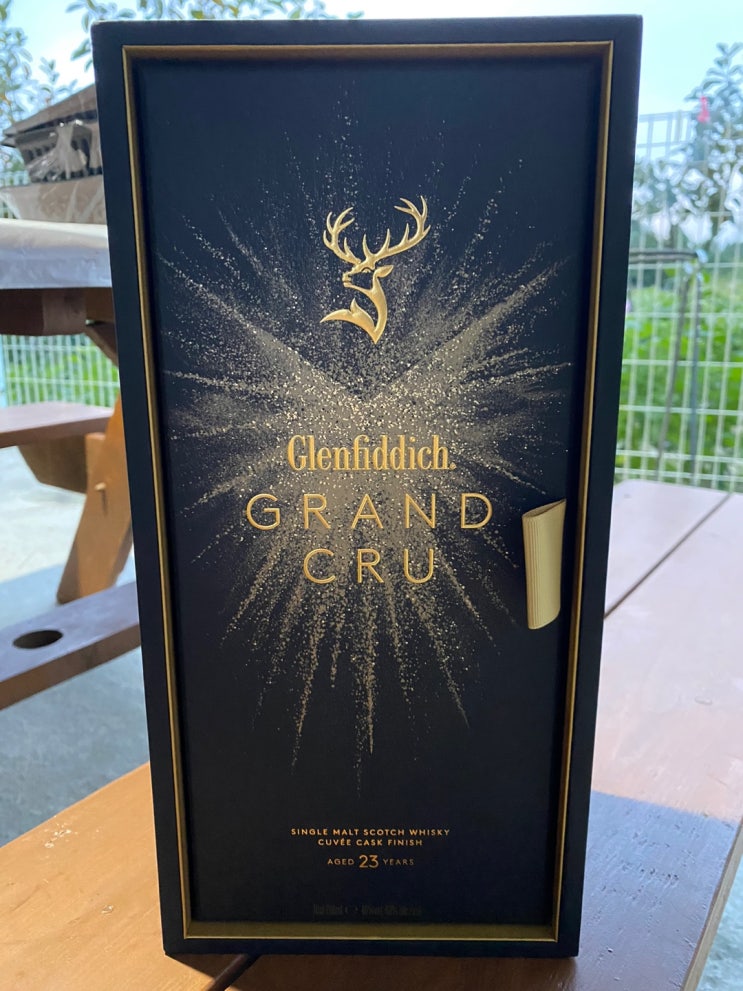 Glenfiddich.
GRAND
CRU
SINGLE MALT SCOTCH WHISKY
CUVÉE CASK FINISH
AGED 23 YEARS